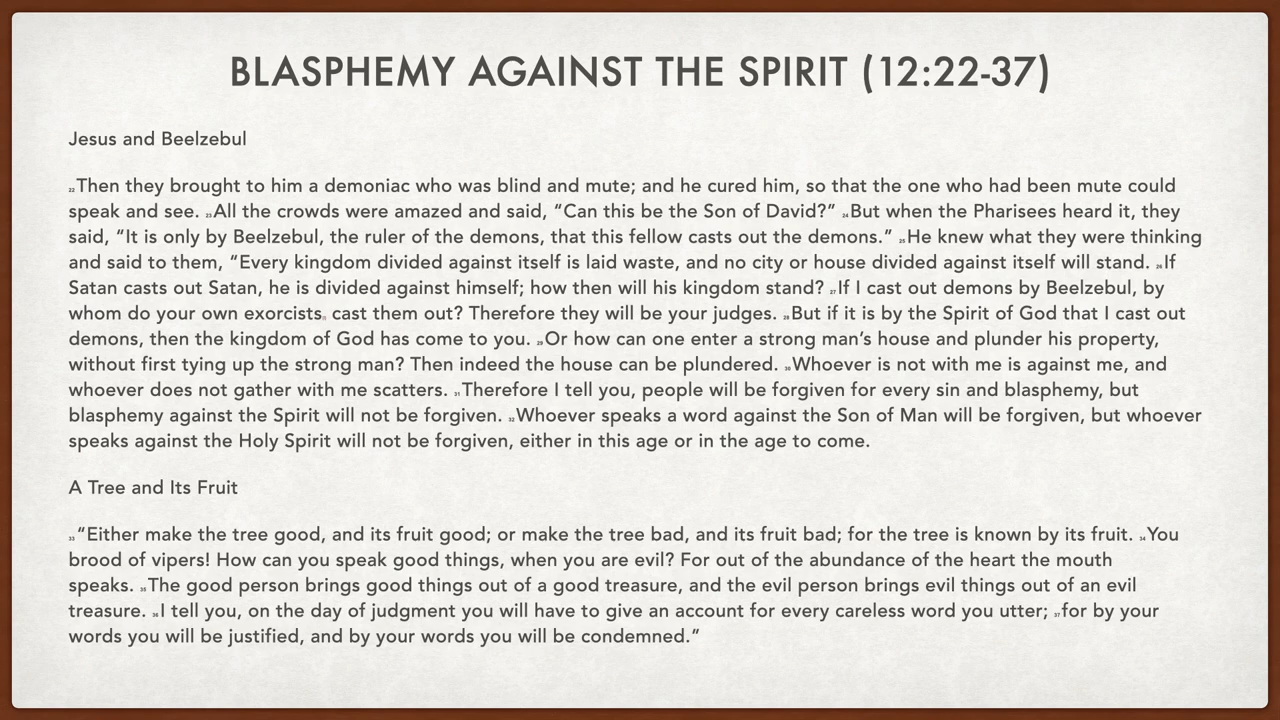 BLASPHEMY AGAINST THE SPIRIT (12:22-37)
Jesus and Beelzebul
22Then they brought to him a demoniac who was blind and mute; and he cured him, so that the one who had been mute could
speak and see. 23All the crowds were amazed and said, “Can this be the Son of David?” 24But when the Pharisees heard it, they
said, “It is only by Beelzebul, the ruler of the demons, that this fellow casts out the demons.” 25He knew what they were thinking
and said to them, “Every kingdom divided against itself is laid waste, and no city or house divided against itself will stand. 26If
Satan casts out Satan, he is divided against himself; how then will his kingdom stand? 27If I cast out demons by Beelzebul, by
whom do your own exorcists cast them out? Therefore they will be your judges. 28But if it is by the Spirit of God that I cast out
demons, then the kingdom of God has come to you. 29Or how can one enter a strong man’s house and plunder his property,
without first tying up the strong man? Then indeed the house can be plundered. 30Whoever is not with me is against me, and
whoever does not gather with me scatters. 31Therefore I tell you, people will be forgiven for every sin and blasphemy, but
blasphemy against the Spirit will not be forgiven. 32Whoever speaks a word against the Son of Man will be forgiven, but whoever
speaks against the Holy Spirit will not be forgiven, either in this age or in the age to come.
A Tree and Its Fruit
33“Either make the tree good, and its fruit good; or make the tree bad, and its fruit bad; for the tree is known by its fruit. 34You
brood of vipers! How can you speak good things, when you are evil? For out of the abundance of the heart the mouth
speaks. 35The good person brings good things out of a good treasure, and the evil person brings evil things out of an evil
treasure. 36I tell you, on the day of judgment you will have to give an account for every careless word you utter; 37for by your
words you will be justified, and by your words you will be condemned.”